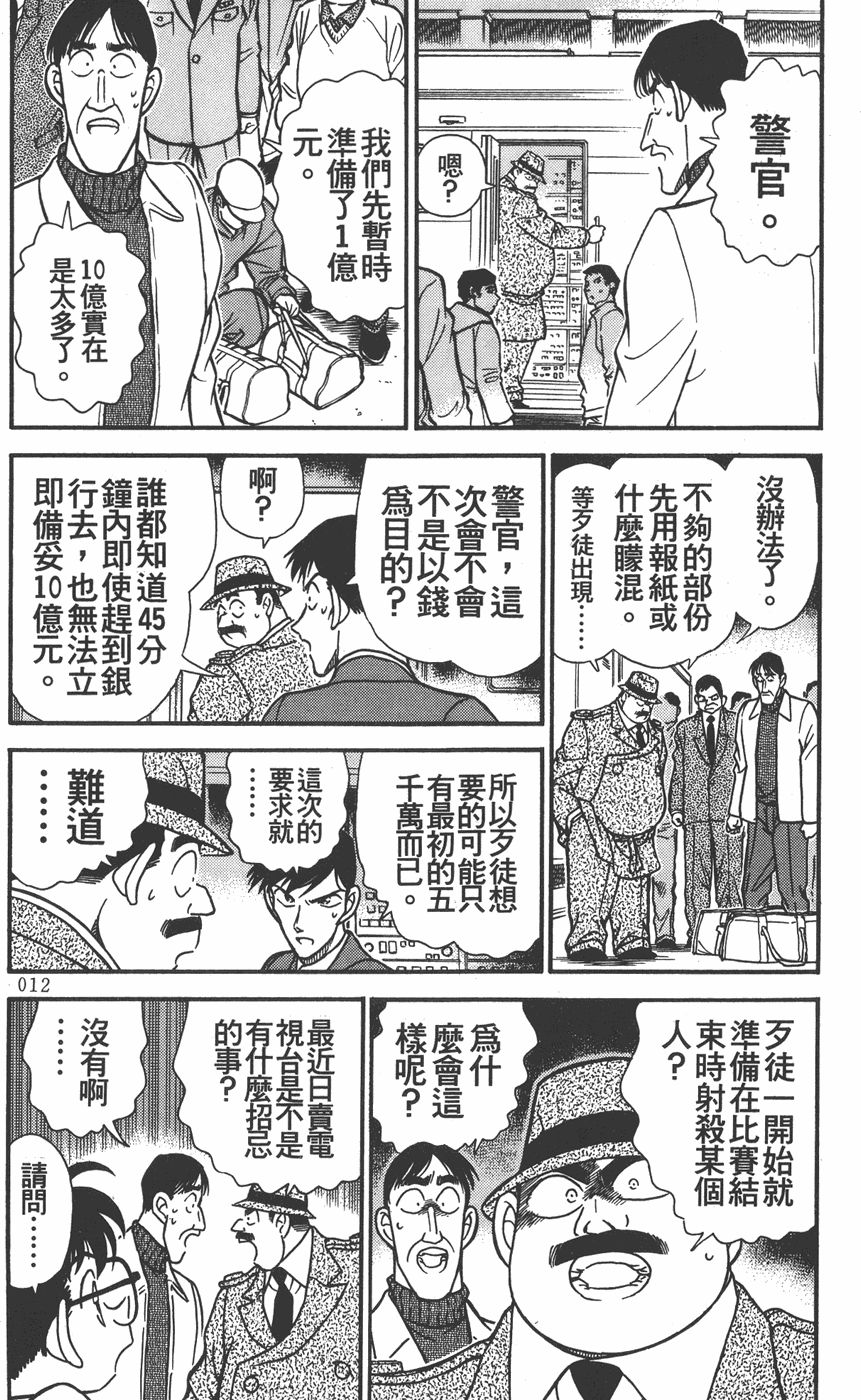 警官。
嗯?
我們先暫時
準備了1億
元。
10億實在
是太多了。
沒辦法了。
不夠的部份
先用報紙或
什麼矇混。
等歹徒出現……
警官,這
次會不會
不是以錢
爲目的?
啊?
誰都知道45分
鐘內即使趕到銀
行去,也無法立
即備妥10億元。
所以歹徒想
要的可能只
有最初的五
千萬而已。
這次的
要求就
……
難道
……
012
歹徒一開始就
準備在比賽結
束時射殺某個
人?
爲什
麼會這
樣呢?
最近日賣電
視台是不是
有什麼招忌
的事?
沒有啊
……
請問……